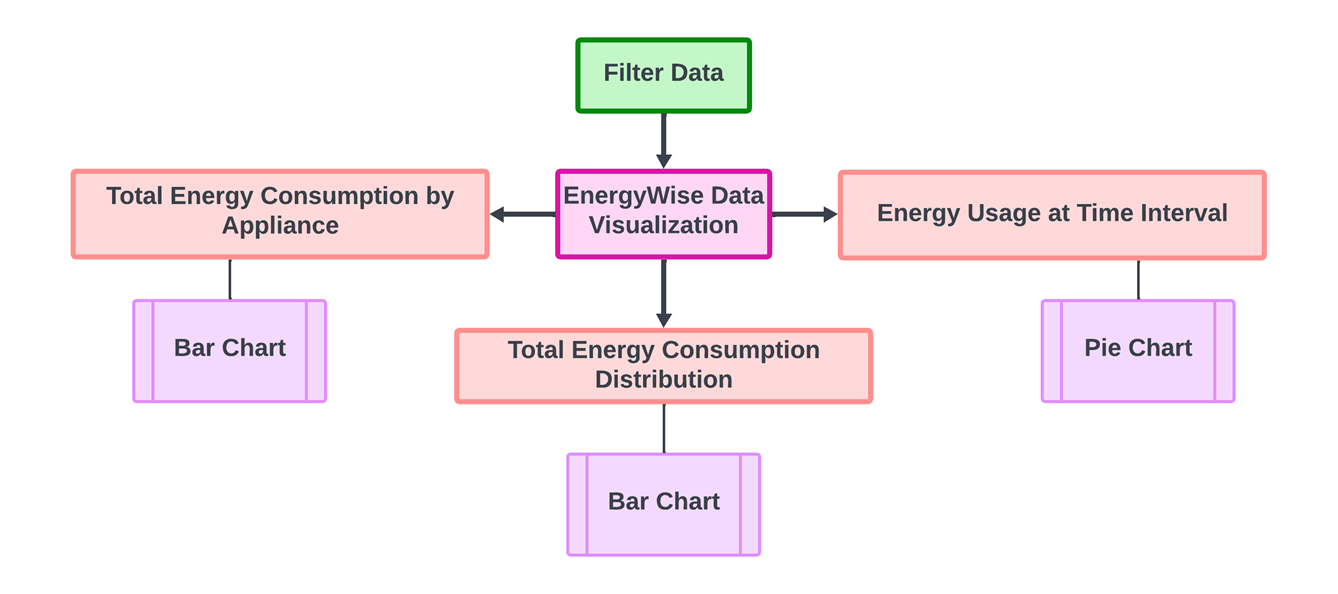 Filter Data
Total Energy Consumption by
Appliance
EnergyWise Data
Visualization
Energy Usage at Time Interval
Bar Chart
Total Energy Consumption
Distribution
Pie Chart
Bar Chart